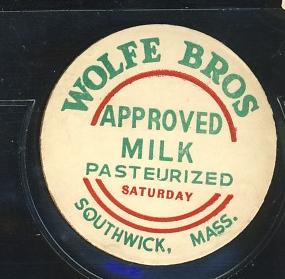 WOLFE BROS
APPROVED
MILK
PASTEURIZED
SATURDAY
SOUTHWICK, MASS.